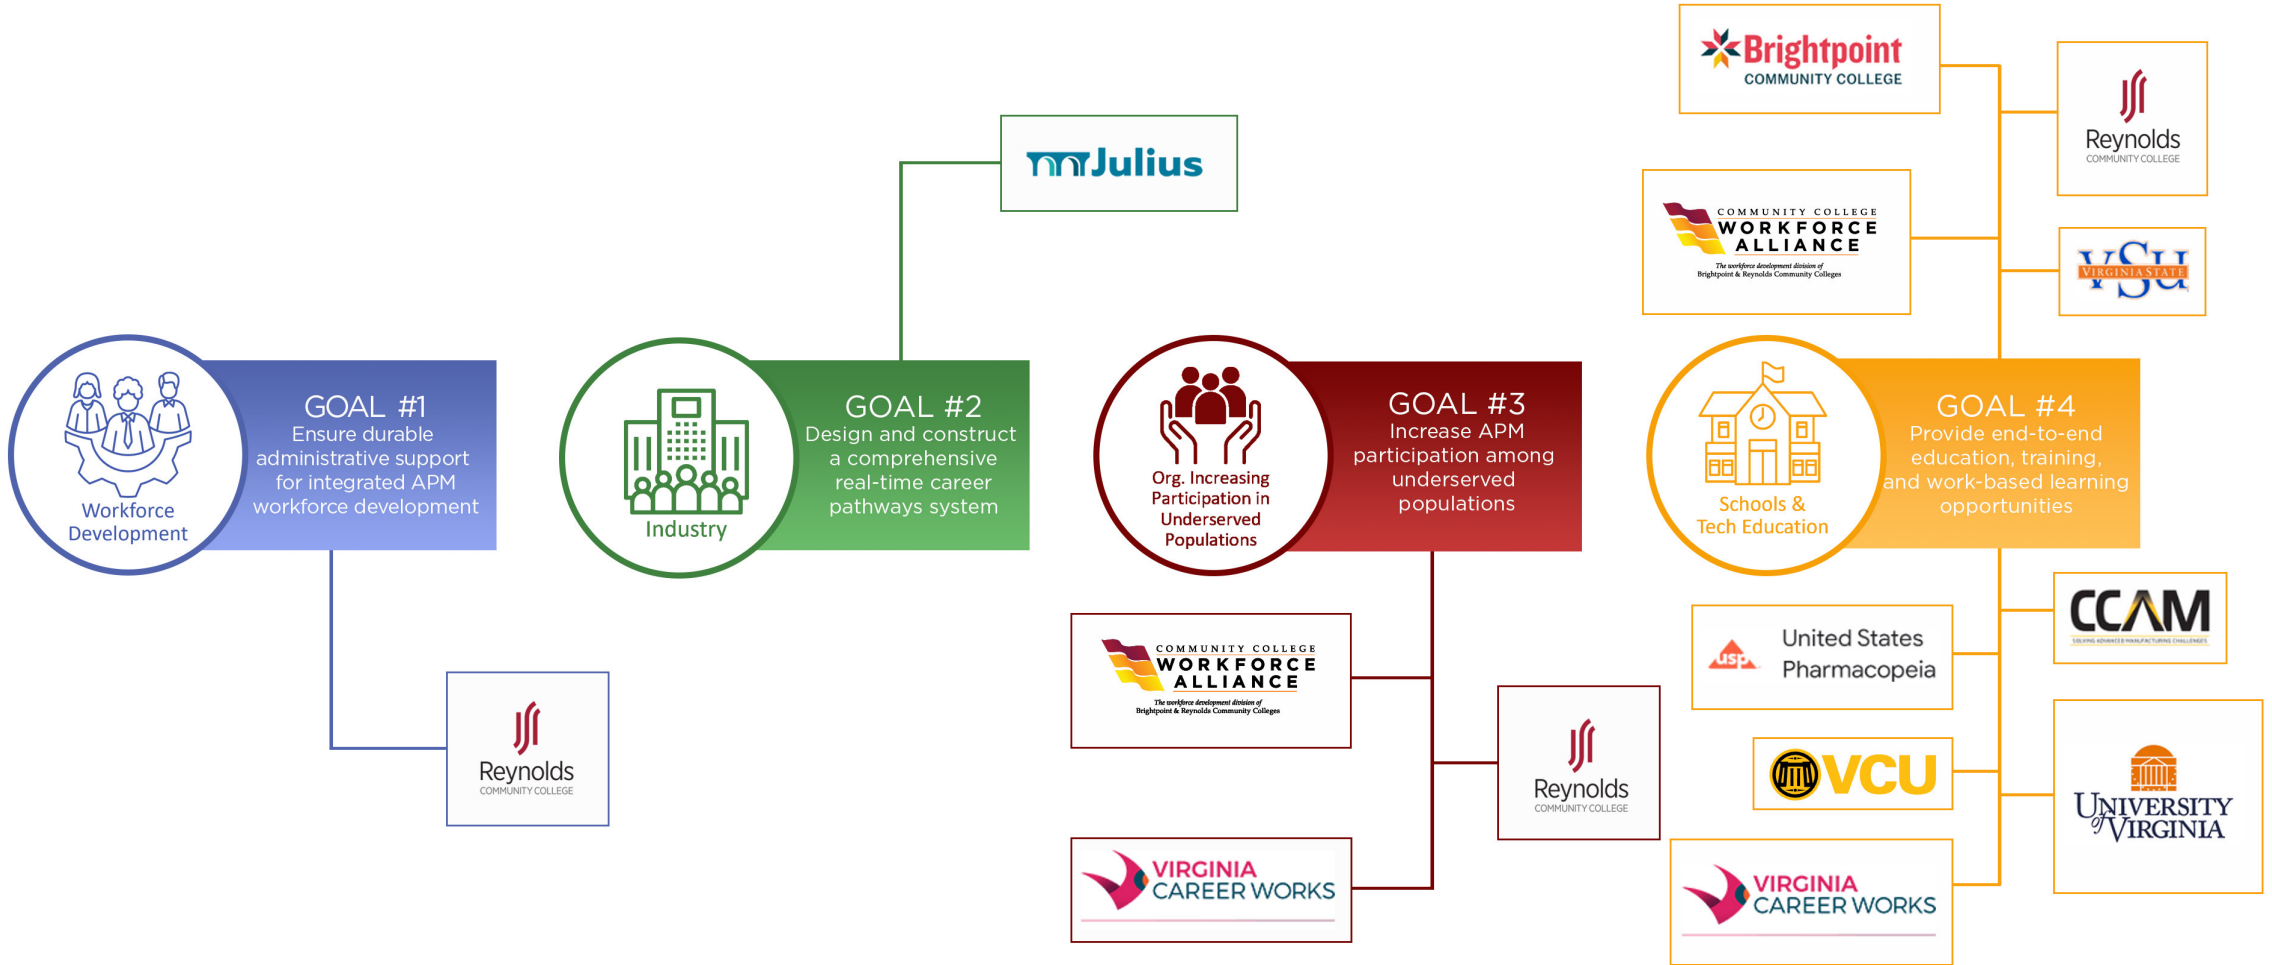 GOAL #1
Ensure durable
administrative support
for integrated APM
workforce development
Workforce
Development
Reynolds
COMMUNITY COLLEGE
Julius
GOAL #2
Design and construct
a comprehensive
real-time career
pathways system
Industry
GOAL #3
Increase APM
participation among
underserved
populations
Org. Increasing
Participation in
Underserved
Populations
COMMUNITY COLLEGE
WORKFORCE
ALLIANCE
The workforce development division of
Brightpoint & Reynolds Community Colleges
Reynolds
COMMUNITY COLLEGE
VIRGINIA
CAREER WORKS
Brightpoint
COMMUNITY COLLEGE
Reynolds
COMMUNITY COLLEGE
COMMUNITY COLLEGE
WORKFORCE
ALLIANCE
The workforce development division of
Brightpoint & Reynolds Community Colleges
VSU
VIRGINIA STATE
GOAL #4
Provide end-to-end
education, training,
and work-based learning
opportunities
Schools &
Tech Education
CCAM
SOLVING ADVANCED MANUFACTURING CHALLENGES
usp
United States
Pharmacopeia
VCU
UNIVERSITY
of VIRGINIA
VIRGINIA
CAREER WORKS